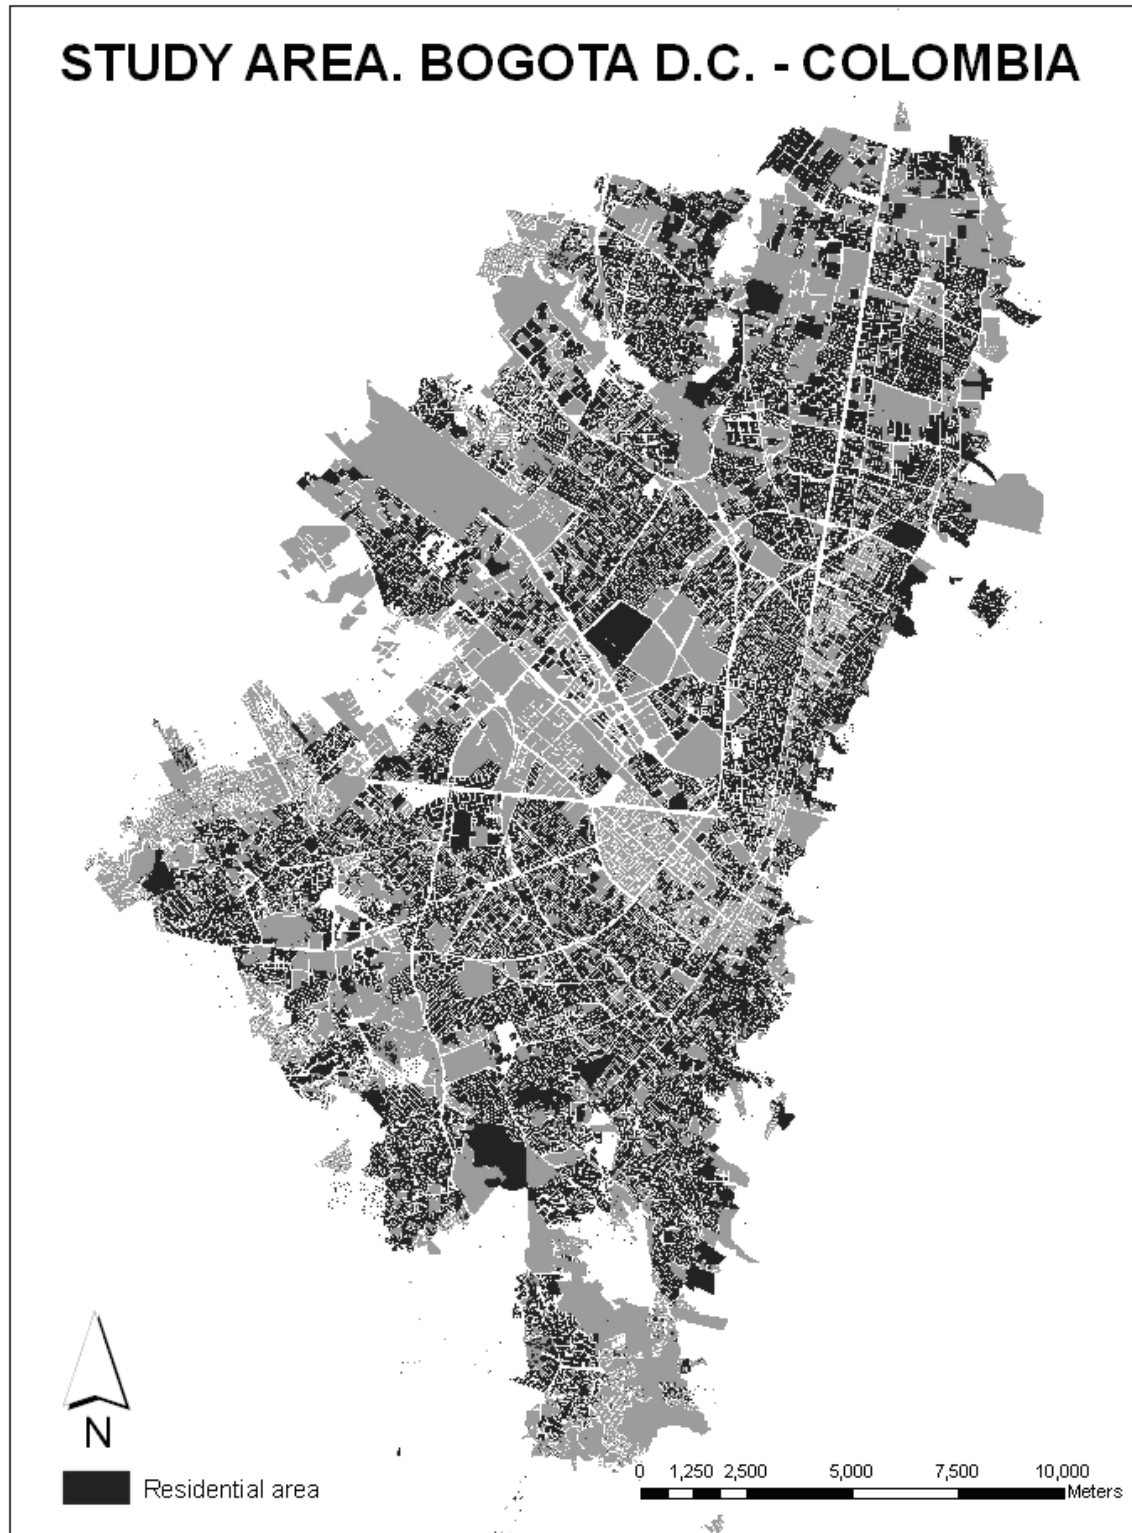 STUDY AREA. BOGOTA D.C. - COLOMBIA
N
Residential area
0 1,250 2,500 5,000 7,500 10,000
Meters